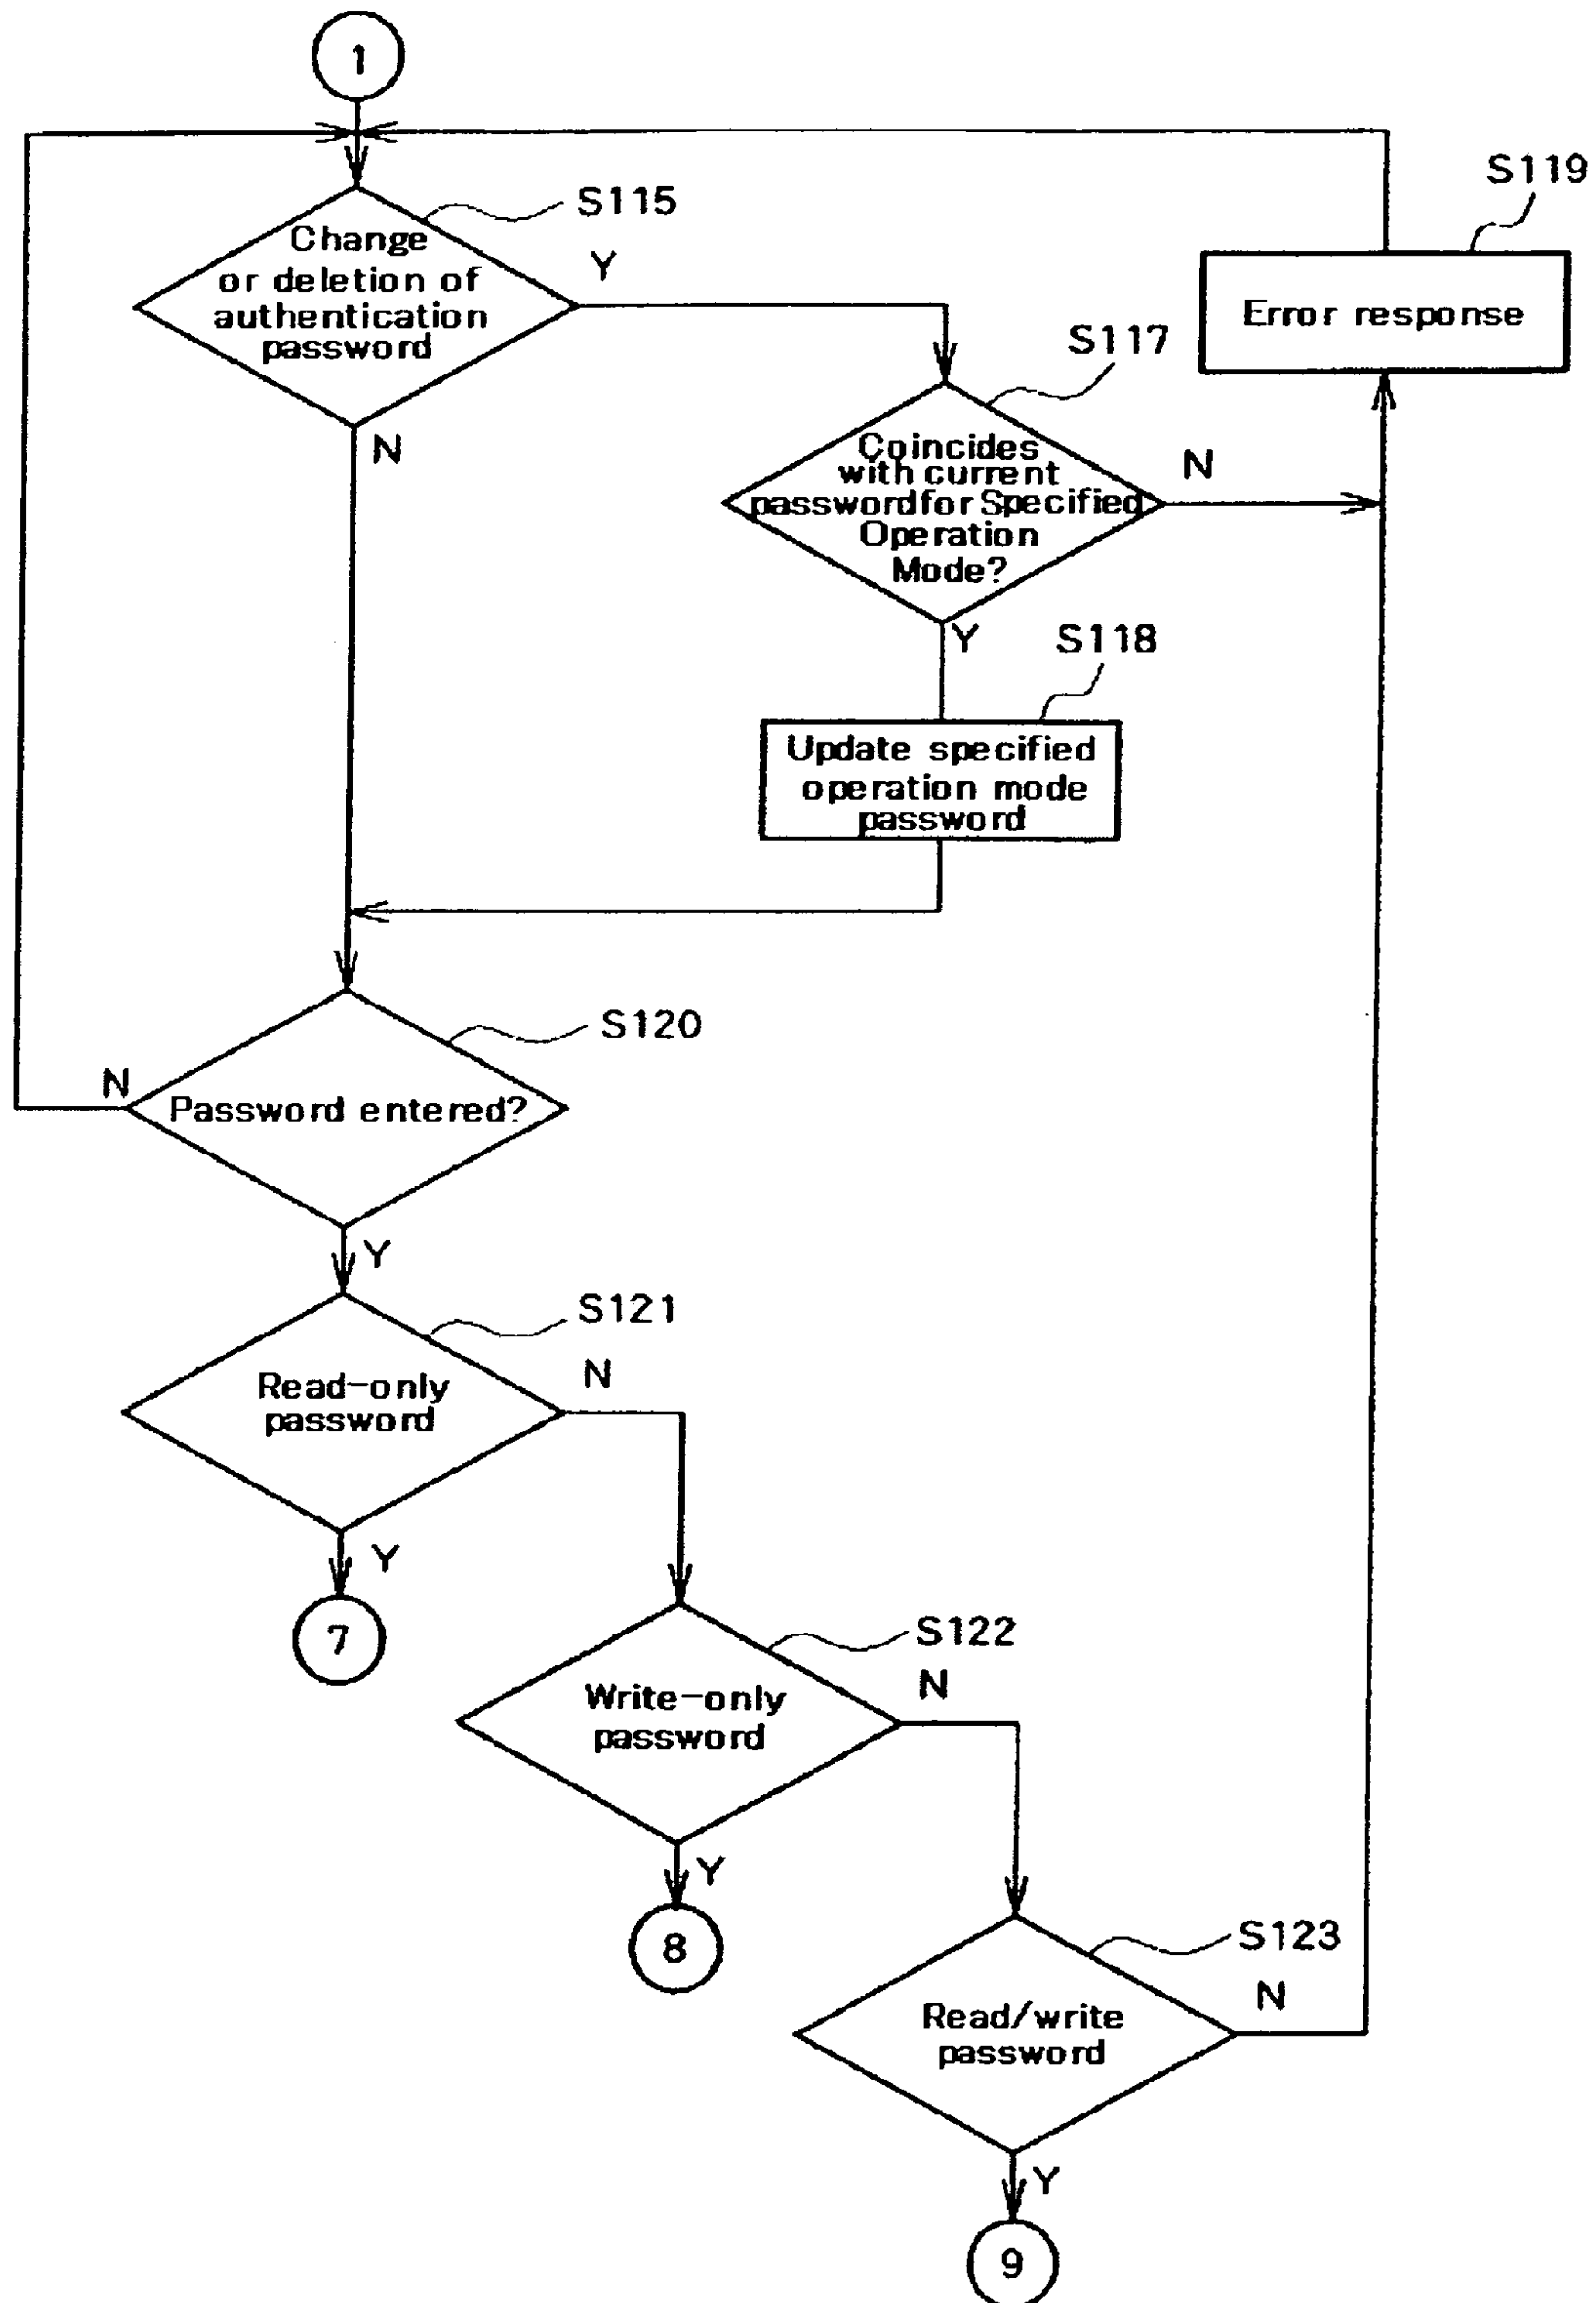 1
S115
Change
or deletion of
authentication
password
Y
N
S119
Error response
S117
Coincides
with current
password for Specified
Operation
Mode?
N
Y
S118
Update specified
operation mode
password
S120
N
Password entered?
Y
S121
Read-only
password
N
Y
7
S122
Write-only
password
N
Y
8
S123
Read/write
password
N
Y
9